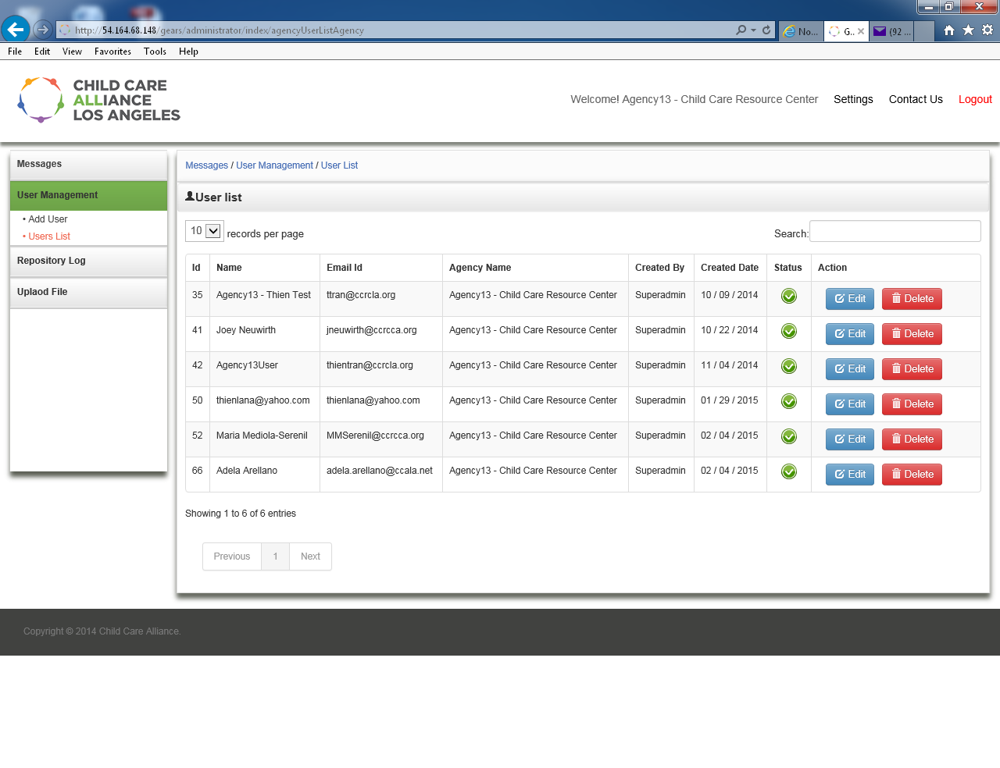 http://54.164.68.148/gears/administrator/index/agencyUserListAgency
No...
G..
(92 ...
File Edit View Favorites Tools Help
CHILD CARE
ALLIANCE
LOS ANGELES
Welcome! Agency13 - Child Care Resource Center Settings Contact Us Logout
Messages
User Management
• Add User
• Users List
Repository Log
Uplaod File
Messages / User Management / User List
User list
10 records per page Search:
Id Name Email Id Agency Name Created By Created Date Status Action
35 Agency13 - Thien Test ttran@ccrcla.org Agency13 - Child Care Resource Center Superadmin 10 / 09 / 2014 Edit Delete
41 Joey Neuwirth jneuwirth@ccrcca.org Agency13 - Child Care Resource Center Superadmin 10 / 22 / 2014 Edit Delete
42 Agency13User thientran@ccrcla.org Agency13 - Child Care Resource Center Superadmin 11 / 04 / 2014 Edit Delete
50 thienlana@yahoo.com thienlana@yahoo.com Agency13 - Child Care Resource Center Superadmin 01 / 29 / 2015 Edit Delete
52 Maria Mediola-Serenil MMSerenil@ccrcca.org Agency13 - Child Care Resource Center Superadmin 02 / 04 / 2015 Edit Delete
66 Adela Arellano adela.arellano@ccala.net Agency13 - Child Care Resource Center Superadmin 02 / 04 / 2015 Edit Delete
Showing 1 to 6 of 6 entries
Previous 1 Next
Copyright © 2014 Child Care Alliance.